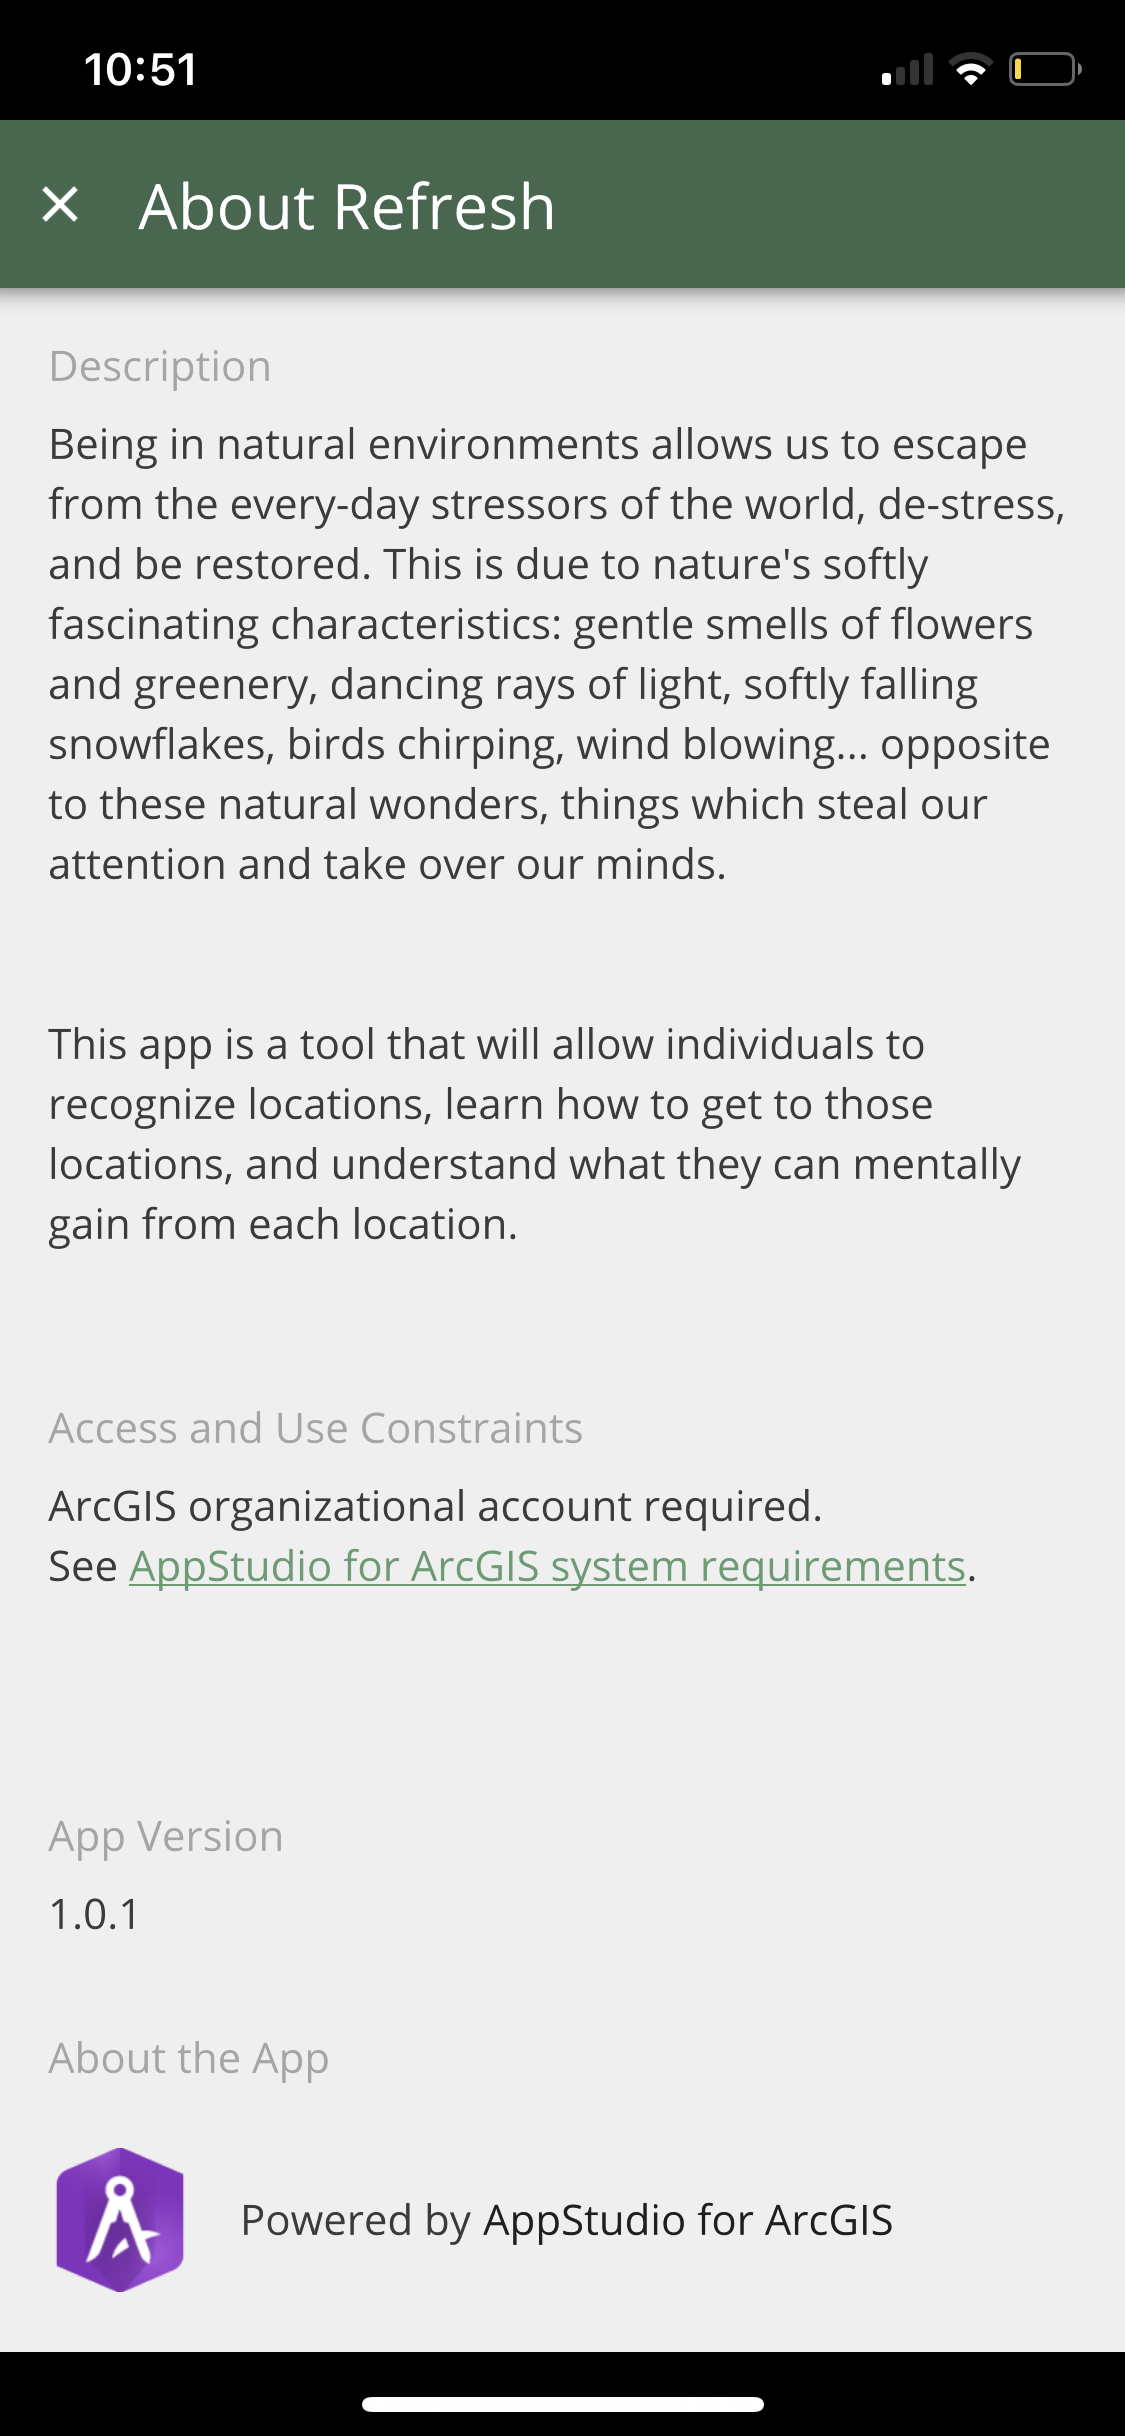 10:51
About Refresh
Description
Being in natural environments allows us to escape
from the every-day stressors of the world, de-stress,
and be restored. This is due to nature's softly
fascinating characteristics: gentle smells of flowers
and greenery, dancing rays of light, softly falling
snowflakes, birds chirping, wind blowing... opposite
to these natural wonders, things which steal our
attention and take over our minds.
This app is a tool that will allow individuals to
recognize locations, learn how to get to those
locations, and understand what they can mentally
gain from each location.
Access and Use Constraints
ArcGIS organizational account required.
See AppStudio for ArcGIS system requirements.
App Version
1.0.1
About the App
Powered by AppStudio for ArcGIS